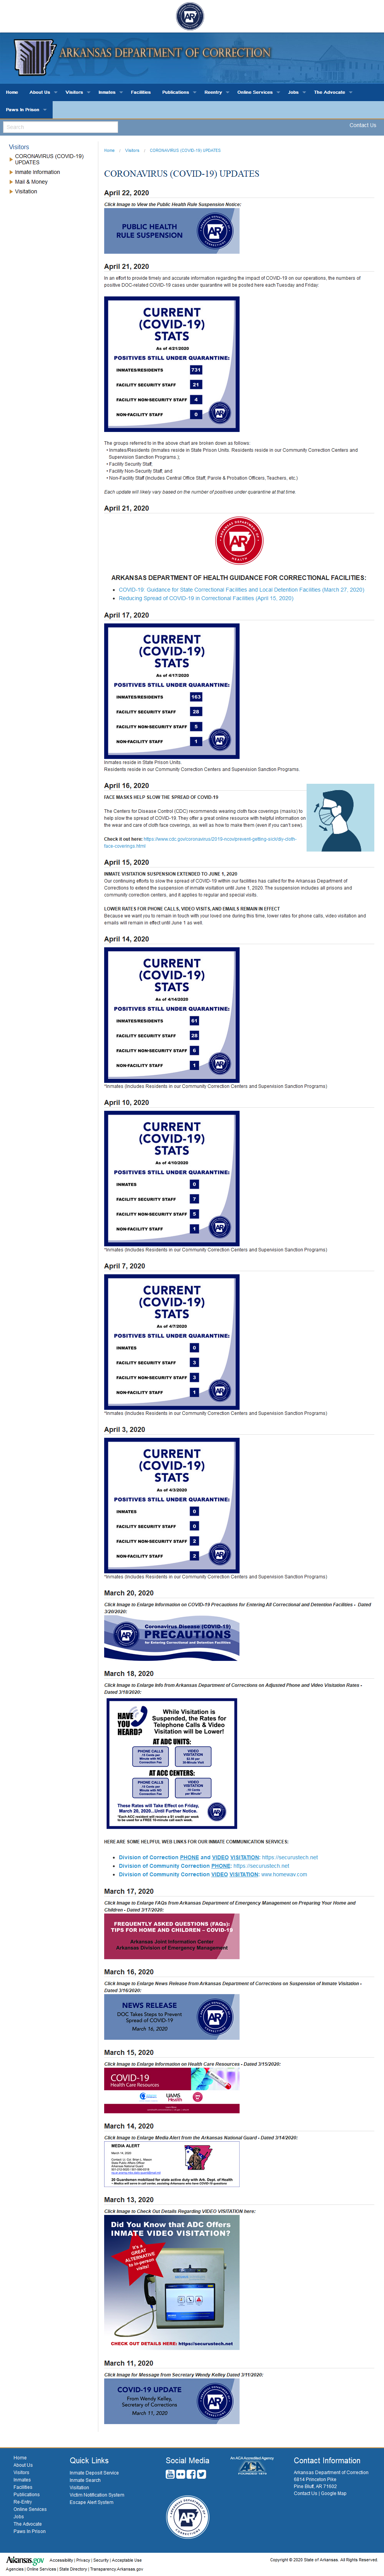 ARKANSAS DEPARTMENT OF CORRECTION
Home About Us Visitors Inmates Facilities Publications Reentry Online Services Jobs The Advocate
Paws In Prison
Search
Contact Us
Visitors
CORONAVIRUS (COVID-19)
UPDATES
Inmate Information
Mail & Money
Visitation
Home / Visitors / CORONAVIRUS (COVID-19) UPDATES
CORONAVIRUS (COVID-19) UPDATES
April 22, 2020
Click Image to View the Public Health Rule Suspension Notice:
PUBLIC HEALTH
RULE SUSPENSION
April 21, 2020
In an effort to provide timely and accurate information regarding the impact of COVID-19 on our operations, the numbers of
positive DOC-related COVID-19 cases under quarantine will be posted here each Tuesday and Friday:
CURRENT
(COVID-19)
STATS
As of 4/21/2020
POSITIVES STILL UNDER QUARANTINE:
INMATES/RESIDENTS 731
FACILITY SECURITY STAFF 21
FACILITY NON-SECURITY STAFF 4
NON-FACILITY STAFF 0
The groups referred to in the above chart are broken down as follows:
• Inmates/Residents (Inmates reside in State Prison Units. Residents reside in our Community Correction Centers and
Supervision Sanction Programs.);
• Facility Security Staff;
• Facility Non-Security Staff; and
• Non-Facility Staff (Includes Central Office Staff, Parole & Probation Officers, Teachers, etc.)
Each update will likely vary based on the number of positives under quarantine at that time.
April 21, 2020
ARKANSAS DEPARTMENT OF HEALTH GUIDANCE FOR CORRECTIONAL FACILITIES:
• COVID-19: Guidance for State Correctional Facilities and Local Detention Facilities (March 27, 2020)
• Reducing Spread of COVID-19 in Correctional Facilities (April 15, 2020)
April 17, 2020
CURRENT
(COVID-19)
STATS
As of 4/17/2020
POSITIVES STILL UNDER QUARANTINE:
INMATES/RESIDENTS 163
FACILITY SECURITY STAFF 28
FACILITY NON-SECURITY STAFF 5
NON-FACILITY STAFF 1
Inmates reside in State Prison Units.
Residents reside in our Community Correction Centers and Supervision Sanction Programs.
April 16, 2020
FACE MASKS HELP SLOW THE SPREAD OF COVID-19
The Centers for Disease Control (CDC) recommends wearing cloth face coverings (masks) to
help slow the spread of COVID-19. They offer a great online resource with helpful information on
the wear and care of cloth face coverings, as well as how to make them (even if you can't sew).
Check it out here: https://www.cdc.gov/coronavirus/2019-ncov/prevent-getting-sick/diy-cloth-
face-coverings.html
April 15, 2020
INMATE VISITATION SUSPENSION EXTENDED TO JUNE 1, 2020
Our continuing efforts to slow the spread of COVID-19 within our facilities has called for the Arkansas Department of
Corrections to extend the suspension of inmate visitation until June 1, 2020. The suspension includes all prisons and
community correction centers, and it applies to regular and special visits.
LOWER RATES FOR PHONE CALLS, VIDEO VISITS, AND EMAILS REMAIN IN EFFECT
Because we want you to remain in touch with your loved one during this time, lower rates for phone calls, video visitation and
emails will remain in effect until June 1 as well.
April 14, 2020
CURRENT
(COVID-19)
STATS
As of 4/14/2020
POSITIVES STILL UNDER QUARANTINE:
INMATES/RESIDENTS 61
FACILITY SECURITY STAFF 28
FACILITY NON-SECURITY STAFF 6
NON-FACILITY STAFF 1
*Inmates (Includes Residents in our Community Correction Centers and Supervision Sanction Programs)
April 10, 2020
CURRENT
(COVID-19)
STATS
As of 4/10/2020
POSITIVES STILL UNDER QUARANTINE:
INMATES 0
FACILITY SECURITY STAFF 7
FACILITY NON-SECURITY STAFF 5
NON-FACILITY STAFF 1
*Inmates (Includes Residents in our Community Correction Centers and Supervision Sanction Programs)
April 7, 2020
CURRENT
(COVID-19)
STATS
As of 4/7/2020
INMATES 0
FACILITY SECURITY STAFF 3
FACILITY NON-SECURITY STAFF 3
NON-FACILITY STAFF 1
*Inmates (Includes Residents in our Community Correction Centers and Supervision Sanction Programs)
April 3, 2020
CURRENT
(COVID-19)
STATS
As of 4/3/2020
INMATES 0
FACILITY SECURITY STAFF 0
FACILITY NON-SECURITY STAFF 2
NON-FACILITY STAFF 2
*Inmates (Includes Residents in our Community Correction Centers and Supervision Sanction Programs)
March 20, 2020
Click Image to Enlarge Information on COVID-19 Precautions for Entering All Correctional and Detention Facilities - Dated
3/20/2020:
Coronavirus Disease (COVID-19)
PRECAUTIONS
for Entering Correctional and Detention Facilities
March 18, 2020
Click Image to Enlarge Info from Arkansas Department of Corrections on Adjusted Phone and Video Visitation Rates -
Dated 3/18/2020:
HAVE
YOU
HEARD?
While Visitation is
Suspended, the Rates for
Telephone Calls & Video
Visitation will be Lower!
AT ADC UNITS:
PHONE CALLS
VIDEO VISITATION
AT ACC CENTERS:
PHONE CALLS
VIDEO VISITATION
These Rates Will Take Effect on Friday,
March 20, 2020...Until Further Notice.
*Each ACC resident will receive a $1 credit per week
to be used for a 10 minute FREE call each week.
HERE ARE SOME HELPFUL WEB LINKS FOR OUR INMATE COMMUNICATION SERVICES:
• Division of Correction PHONE and VIDEO VISITATION: https://securustech.net
• Division of Community Correction PHONE: https://securustech.net
• Division of Community Correction VIDEO VISITATION: www.homewav.com
March 17, 2020
Click Image to Enlarge FAQs from Arkansas Department of Emergency Management on Preparing Your Home and
Children - Dated 3/17/2020:
FREQUENTLY ASKED QUESTIONS (FAQs):
TIPS FOR HOME AND CHILDREN – COVID-19
Arkansas Joint Information Center
Arkansas Division of Emergency Management
March 16, 2020
Click Image to Enlarge News Release from Arkansas Department of Corrections on Suspension of Inmate Visitation -
Dated 3/16/2020:
NEWS RELEASE
DOC Takes Steps to Prevent
Spread of COVID-19
March 16, 2020
March 15, 2020
Click Image to Enlarge Information on Health Care Resources - Dated 3/15/2020:
COVID-19
Health Care Resources
UAMS
Health
March 14, 2020
Click Image to Enlarge Media Alert from the Arkansas National Guard - Dated 3/14/2020:
MEDIA ALERT
March 14, 2020
Arkansas National Guard
20 Guardsmen mobilized for state active duty with Ark. Dept. of Health
March 13, 2020
Click Image to Check Out Details Regarding VIDEO VISITATION here:
Did You Know that ADC Offers
INMATE VIDEO VISITATION?
It's a
GREAT
ALTERNATIVE
to in-person
visits!
CHECK OUT DETAILS HERE: https://securustech.net
March 11, 2020
Click Image for Message from Secretary Wendy Kelley Dated 3/11/2020:
COVID-19 UPDATE
From Wendy Kelley,
Secretary of Corrections
March 11, 2020
Home
About Us
Visitors
Inmates
Facilities
Publications
Re-Entry
Online Services
Jobs
The Advocate
Paws In Prison
Quick Links
Inmate Deposit Service
Inmate Search
Visitation
Victim Notification System
Escape Alert System
Social Media
An ACA Accredited Agency
Contact Information
Arkansas Department of Correction
6814 Princeton Pike
Pine Bluff, AR 71602
Contact Us | Google Map
Arkansas.gov Accessibility | Privacy | Security | Acceptable Use
Agencies | Online Services | State Directory | Transparency.Arkansas.gov
Copyright © 2020 State of Arkansas. All Rights Reserved.